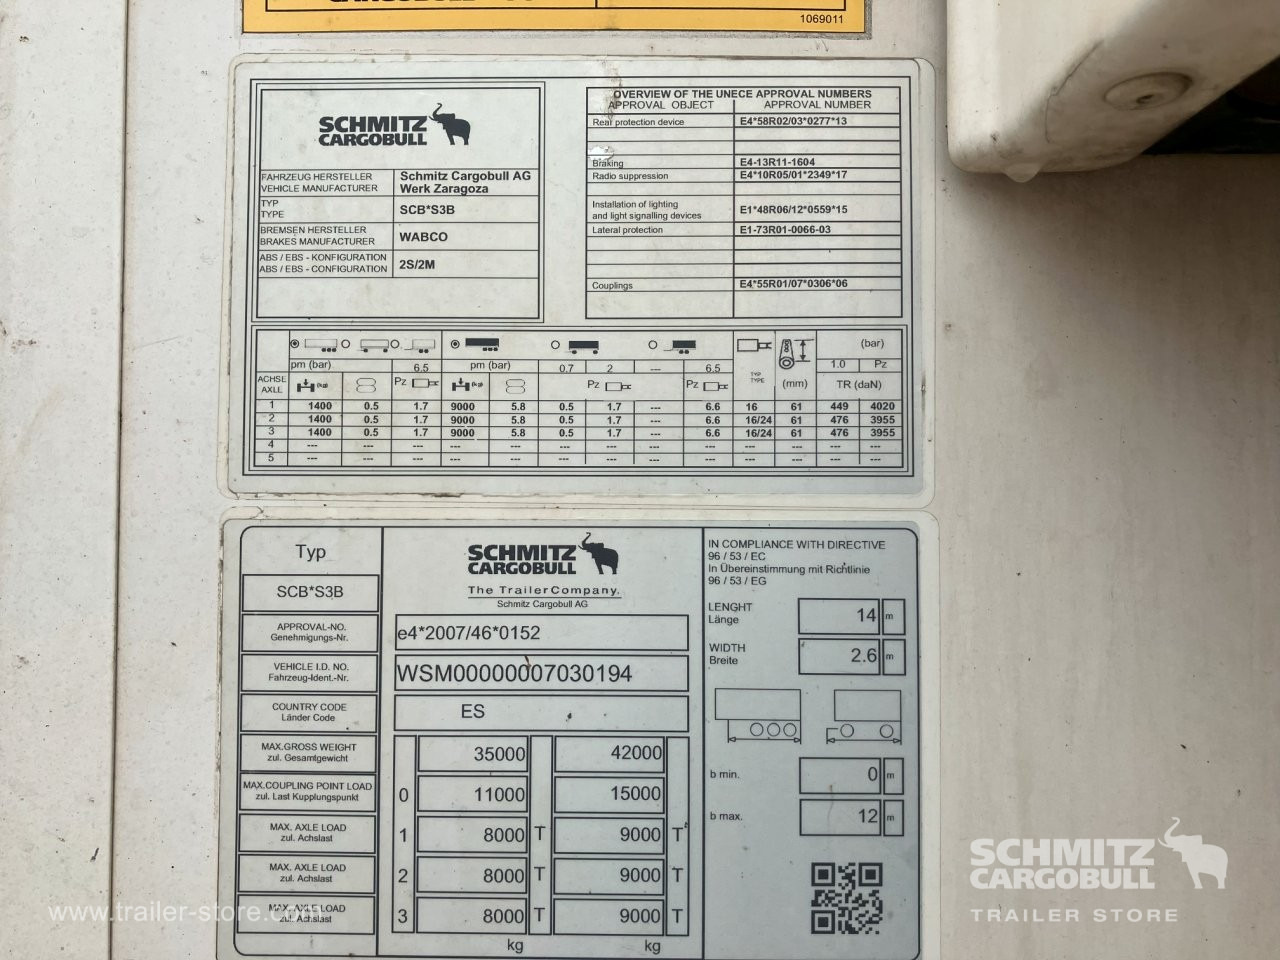 1069011
SCHMITZ
CARGOBULL
FAHRZEUG HERSTELLER
VEHICLE MANUFACTURER
Schmitz Cargobull AG
Werk Zaragoza
TYP
TYPE
SCB*S3B
BREMSEN HERSTELLER
BRAKES MANUFACTURER
WABCO
ABS / EBS - KONFIGURATION
ABS / EBS - CONFIGURATION
2S/2M
OVERVIEW OF THE UNECE APPROVAL NUMBERS
APPROVAL OBJECT APPROVAL NUMBER
Rear protection device E4*58R02/03*0277*13
Braking E4-13R11-1604
Radio suppression E4*10R05/01*2349*17
Installation of lighting
and light signalling devices E1*48R06/12*0559*15
Lateral protection E1-73R01-0066-03
Couplings E4*55R01/07*0306*06
(bar)
pm (bar) 6.5 pm (bar) 0.7 2 --- 6.5 TYP TYPE 1.0 Pz
ACHSE
AXLE
(kg) Pz (kg) Pz Pz (mm) TR (daN)
1 1400 0.5 1.7 9000 5.8 0.5 1.7 --- 6.6 16 61 449 4020
2 1400 0.5 1.7 9000 5.8 0.5 1.7 --- 6.6 16/24 61 476 3955
3 1400 0.5 1.7 9000 5.8 0.5 1.7 --- 6.6 16/24 61 476 3955
4 --- --- --- --- --- --- --- --- --- --- --- --- ---
5 --- --- --- --- --- --- --- --- --- --- --- --- ---
Typ
SCB*S3B
SCHMITZ
CARGOBULL
The TrailerCompany.
Schmitz Cargobull AG
APPROVAL-NO.
Genehmigungs-Nr.
e4*2007/46*0152
VEHICLE I.D. NO.
Fahrzeug-Ident.-Nr.
WSM00000007030194
COUNTRY CODE
Länder Code
ES
MAX.GROSS WEIGHT
zul. Gesamtgewicht
35000 42000
MAX.COUPLING POINT LOAD
zul. Last Kupplungspunkt
0 11000 15000
MAX. AXLE LOAD
zul. Achslast
1 8000 T 9000 T
MAX. AXLE LOAD
zul. Achslast
2 8000 T 9000 T
MAX. AXLE LOAD
zul. Achslast
3 8000 T 9000 T
kg kg
IN COMPLIANCE WITH DIRECTIVE
96 / 53 / EC
In Übereinstimmung mit Richtlinie
96 / 53 / EG
LENGHT
Länge
14 m
WIDTH
Breite
2.6 m
b min. 0 m
b max. 12 m
www.trailer-store.com
SCHMITZ
CARGOBULL
TRAILER STORE